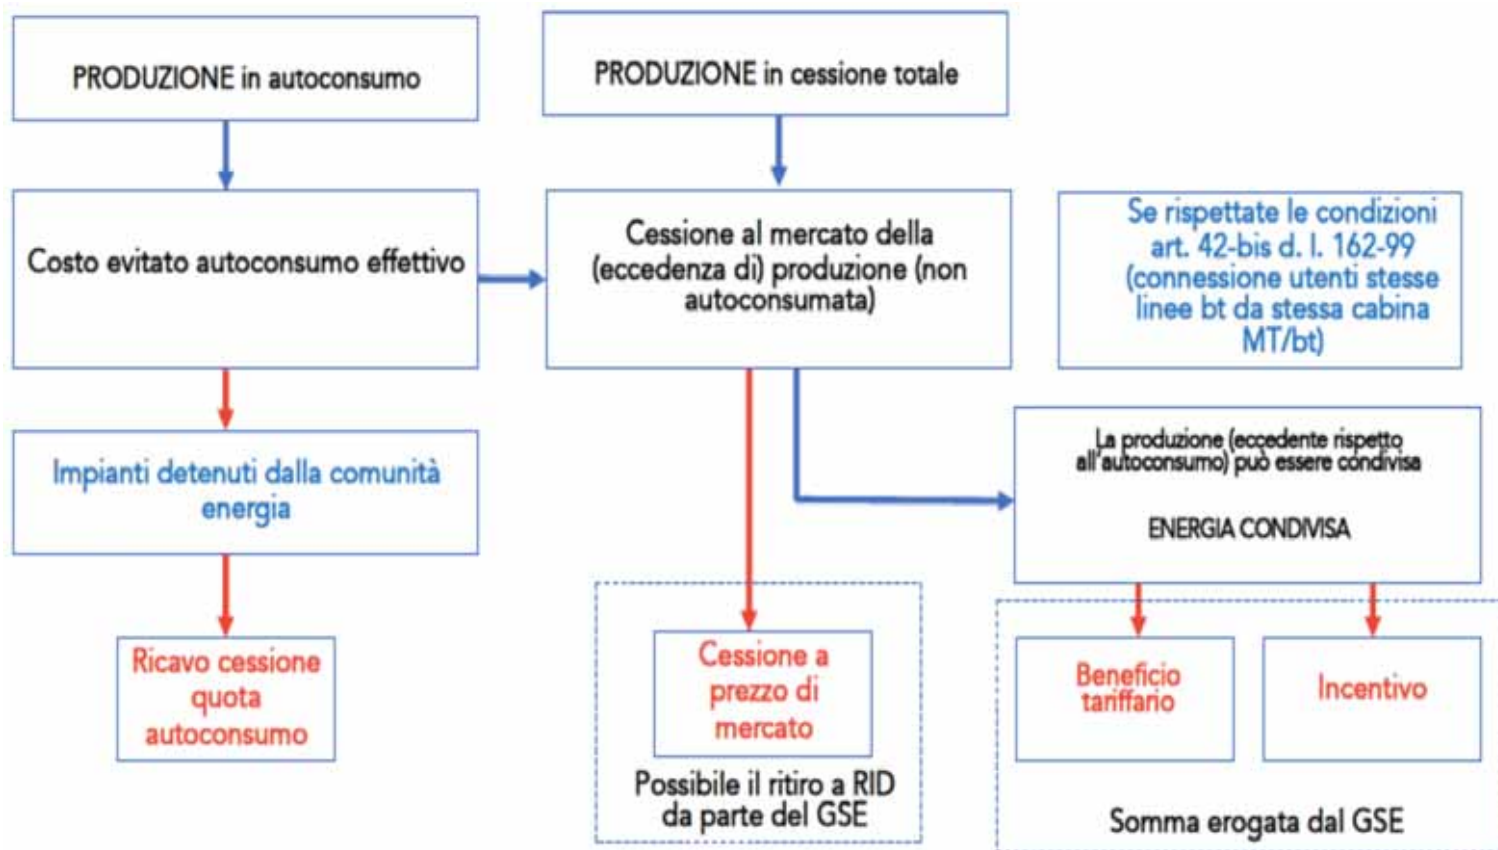 PRODUZIONE in autoconsumo
PRODUZIONE in cessione totale
Costo evitato autoconsumo effettivo
Cessione al mercato della
(eccedenza di) produzione (non
autoconsumata)
Se rispettate le condizioni
art. 42-bis d. l. 162-99
(connessione utenti stesse
linee bt da stessa cabina
MT/bt)
Impianti detenuti dalla comunità
energia
La produzione (eccedente rispetto
all'autoconsumo) può essere condivisa
ENERGIA CONDIVISA
Ricavo cessione
quota
autoconsumo
Cessione a
prezzo di
mercato
Possibile il ritiro a RID
da parte del GSE
Beneficio
tariffario
Incentivo
Somma erogata dal GSE